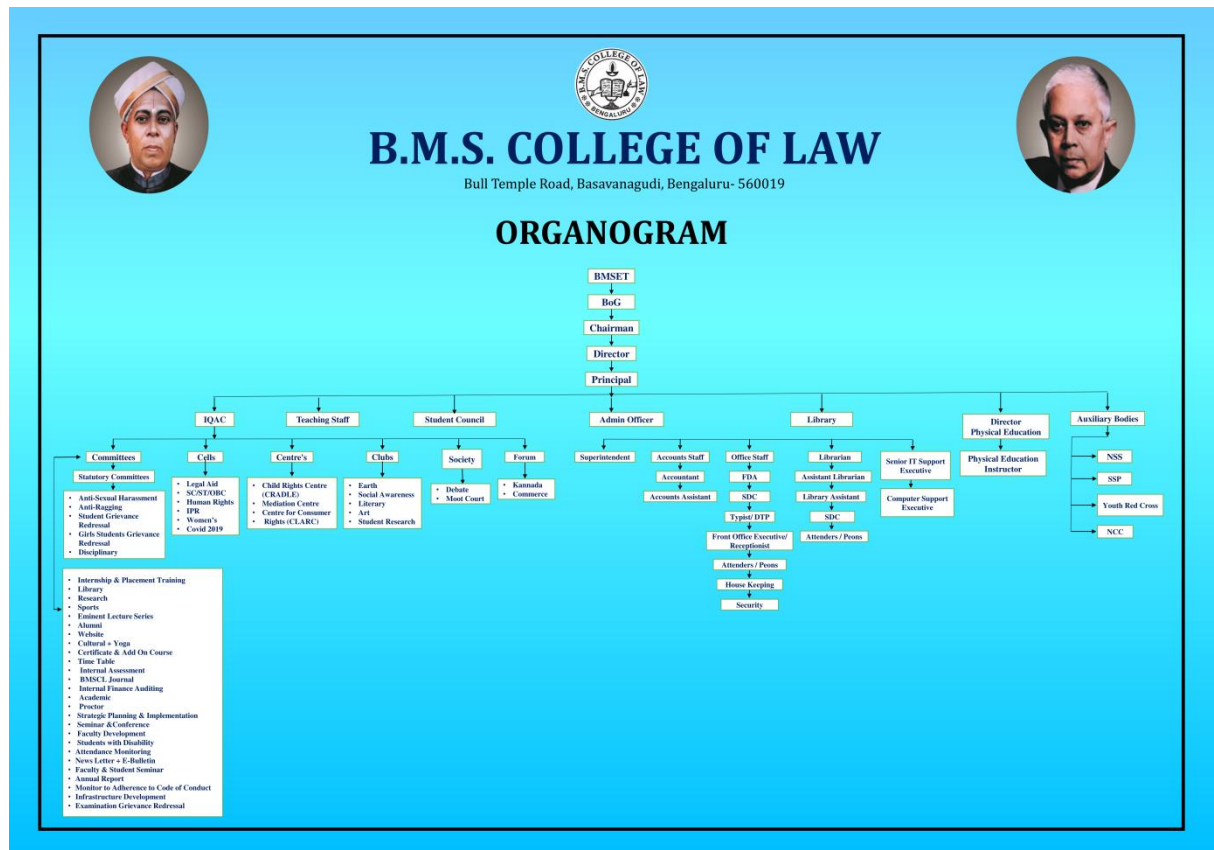 B.M.S. COLLEGE OF LAW
BENGALURU
B.M.S. COLLEGE OF LAW
Bull Temple Road, Basavanagudi, Bengaluru- 560019
ORGANOGRAM
BMSET
BoG
Chairman
Director
Principal
IQAC
Teaching Staff
Student Council
Admin Officer
Library
Director
Physical Education
Auxiliary Bodies
Committees
Cells
Centre's
Clubs
Society
Forum
Superintendent
Accounts Staff
Office Staff
Librarian
Senior IT Support
Executive
Physical Education
Instructor
NSS
Statutory Committees
• Anti-Sexual Harassment
• Anti-Ragging
• Student Grievance
Redressal
• Girls Students Grievance
Redressal
• Disciplinary
• Legal Aid
• SC/ST/OBC
• Human Rights
• IPR
• Women's
• Covid 2019
• Child Rights Centre
(CRADLE)
• Mediation Centre
• Centre for Consumer
• Rights (CLARC)
• Earth
• Social Awareness
• Literary
• Art
• Student Research
• Debate
• Moot Court
• Kannada
• Commerce
Accountant
Accounts Assistant
FDA
SDC
Typist/ DTP
Front Office Executive/
Receptionist
Attenders / Peons
House Keeping
Security
Assistant Librarian
Library Assistant
SDC
Attenders / Peons
Computer Support
Executive
SSP
Youth Red Cross
NCC
• Internship & Placement Training
• Library
• Research
• Sports
• Eminent Lecture Series
• Alumni
• Website
• Cultural + Yoga
• Certificate & Add On Course
• Time Table
• Internal Assessment
• BMSCL Journal
• Internal Finance Auditing
• Academic
• Proctor
• Strategic Planning & Implementation
• Seminar &Conference
• Faculty Development
• Students with Disability
• Attendance Monitoring
• News Letter + E-Bulletin
• Faculty & Student Seminar
• Annual Report
• Monitor to Adherence to Code of Conduct
• Infrastructure Development
• Examination Grievance Redressal